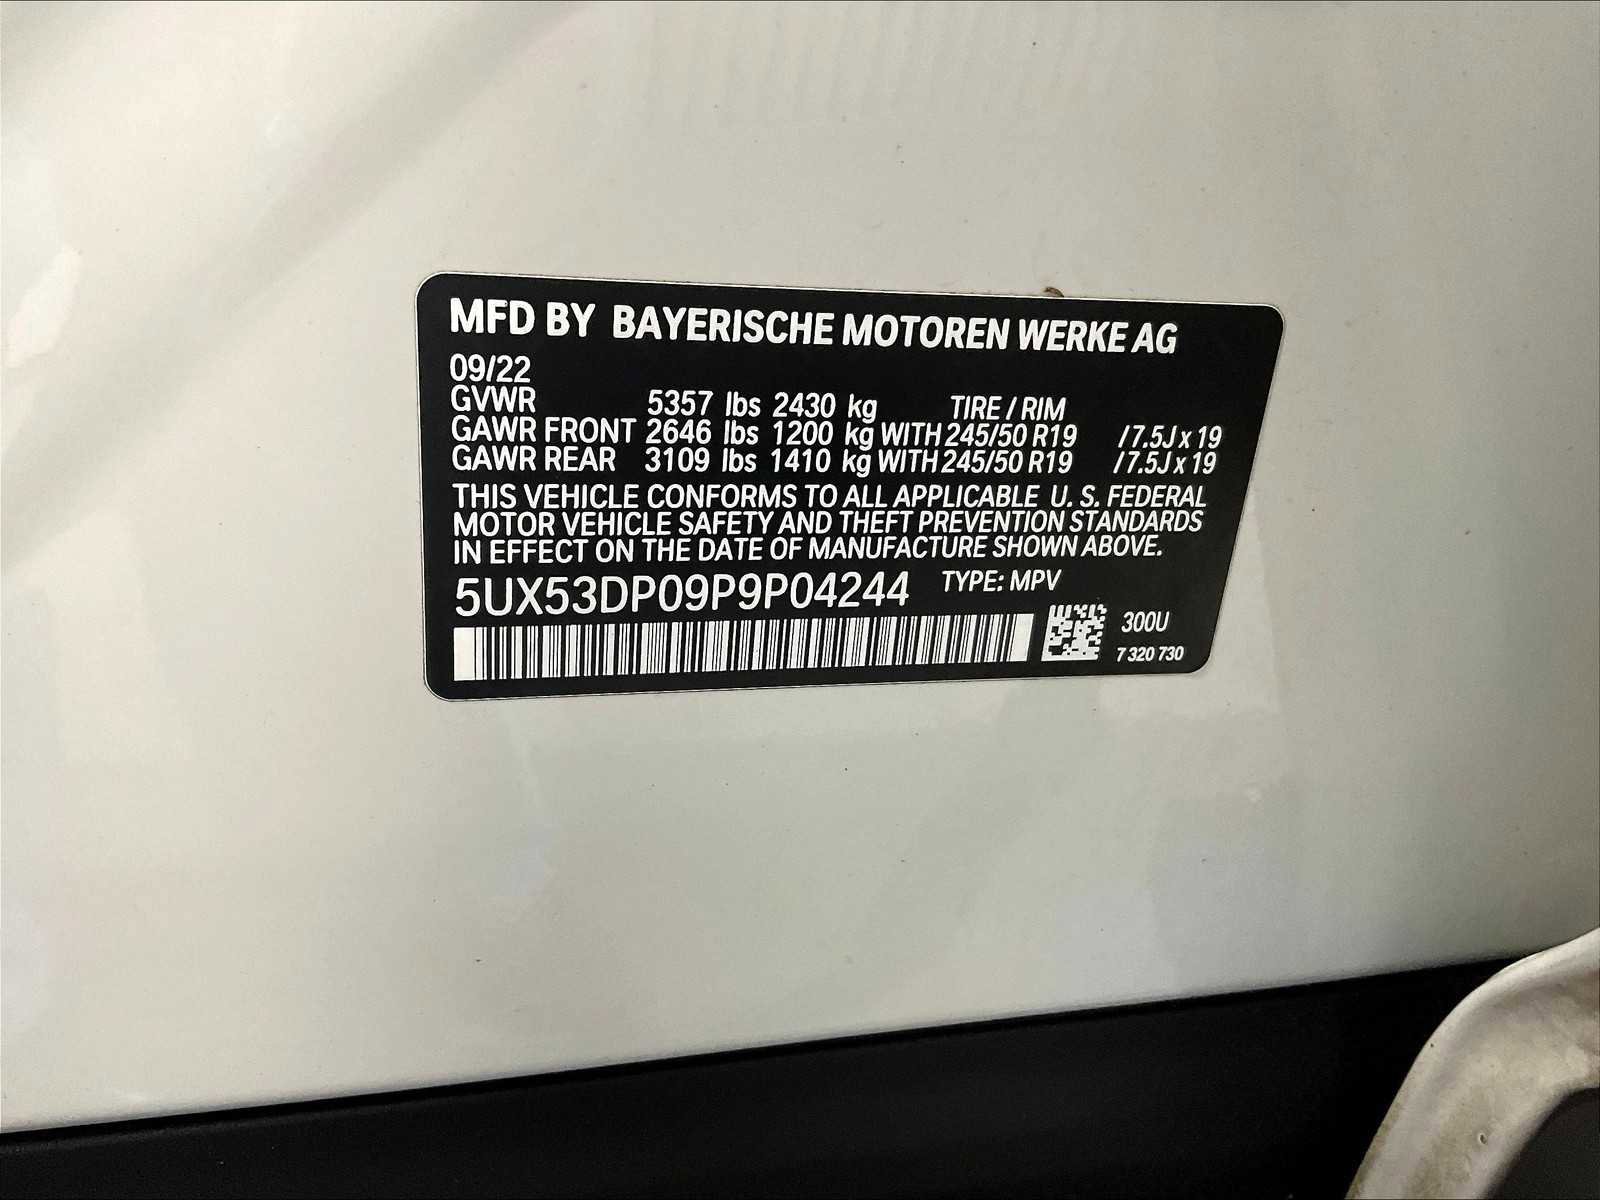 MFD BY BAYERISCHE MOTOREN WERKE AG
09/22
GVWR 5357 lbs 2430 kg TIRE / RIM
GAWR FRONT 2646 lbs 1200 kg WITH 245/50 R19 / 7.5J x 19
GAWR REAR 3109 lbs 1410 kg WITH 245/50 R19 / 7.5J x 19
THIS VEHICLE CONFORMS TO ALL APPLICABLE U. S. FEDERAL
MOTOR VEHICLE SAFETY AND THEFT PREVENTION STANDARDS
IN EFFECT ON THE DATE OF MANUFACTURE SHOWN ABOVE.
5UX53DP09P9P04244 TYPE: MPV
300U
7 320 730